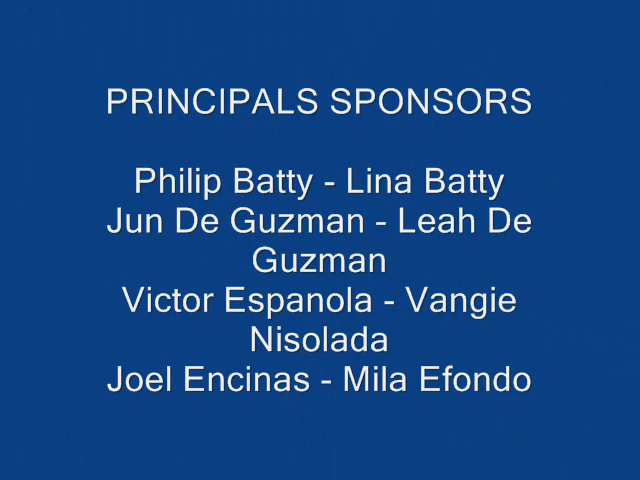 PRINCIPALS SPONSORS
Philip Batty - Lina Batty
Jun De Guzman - Leah De
Guzman
Victor Espanola - Vangie
Nisolada
Joel Encinas - Mila Efondo